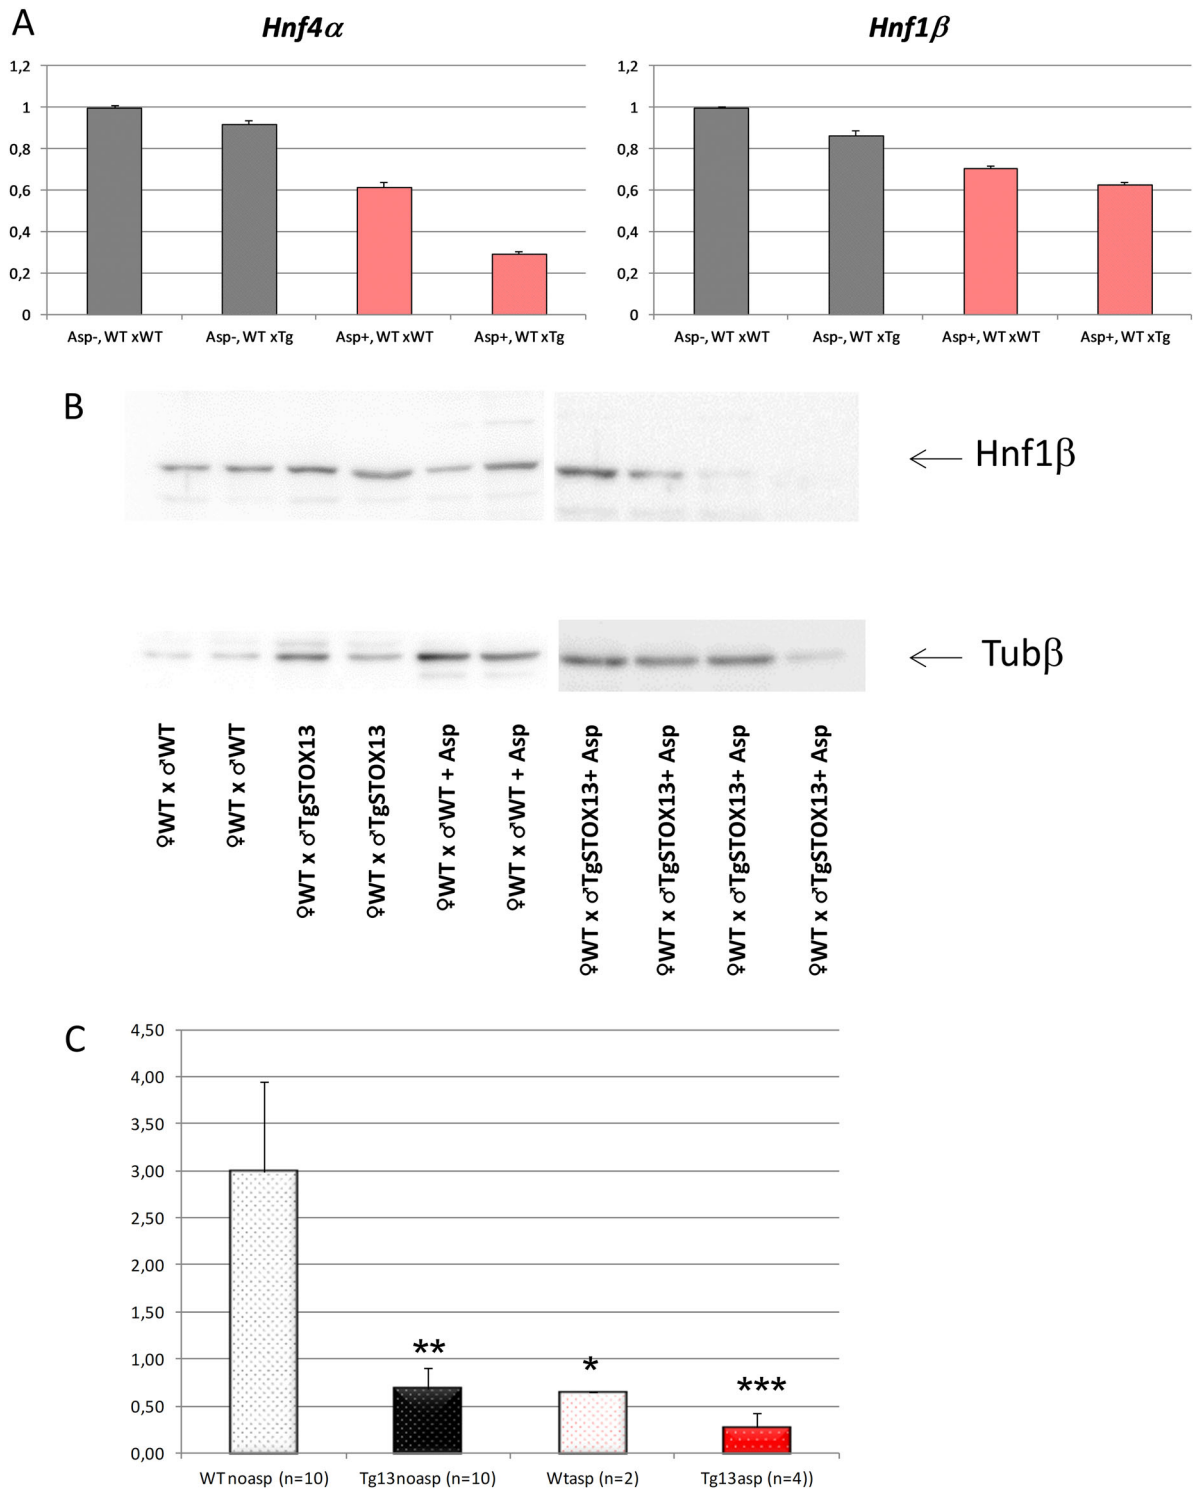 A
Hnf4α
Hnf1β
1,2
1
0,8
0,6
0,4
0,2
0
Asp-, WT xWT
Asp-, WT xTg
Asp+, WT xWT
Asp+, WT xTg
1,2
1
0,8
0,6
0,4
0,2
0
Asp-, WT xWT
Asp-, WT xTg
Asp+, WT xWT
Asp+, WT xTg
B
Hnf1β
Tubβ
♀WT x ♂WT
♀WT x ♂WT
♀WT x ♂TgSTOX13
♀WT x ♂TgSTOX13
♀WT x ♂WT + Asp
♀WT x ♂WT + Asp
♀WT x ♂TgSTOX13+ Asp
♀WT x ♂TgSTOX13+ Asp
♀WT x ♂TgSTOX13+ Asp
♀WT x ♂TgSTOX13+ Asp
C
4,50
4,00
3,50
3,00
2,50
2,00
1,50
1,00
0,50
0,00
**
*
***
WT noasp (n=10)
Tg13noasp (n=10)
Wtasp (n=2)
Tg13asp (n=4))